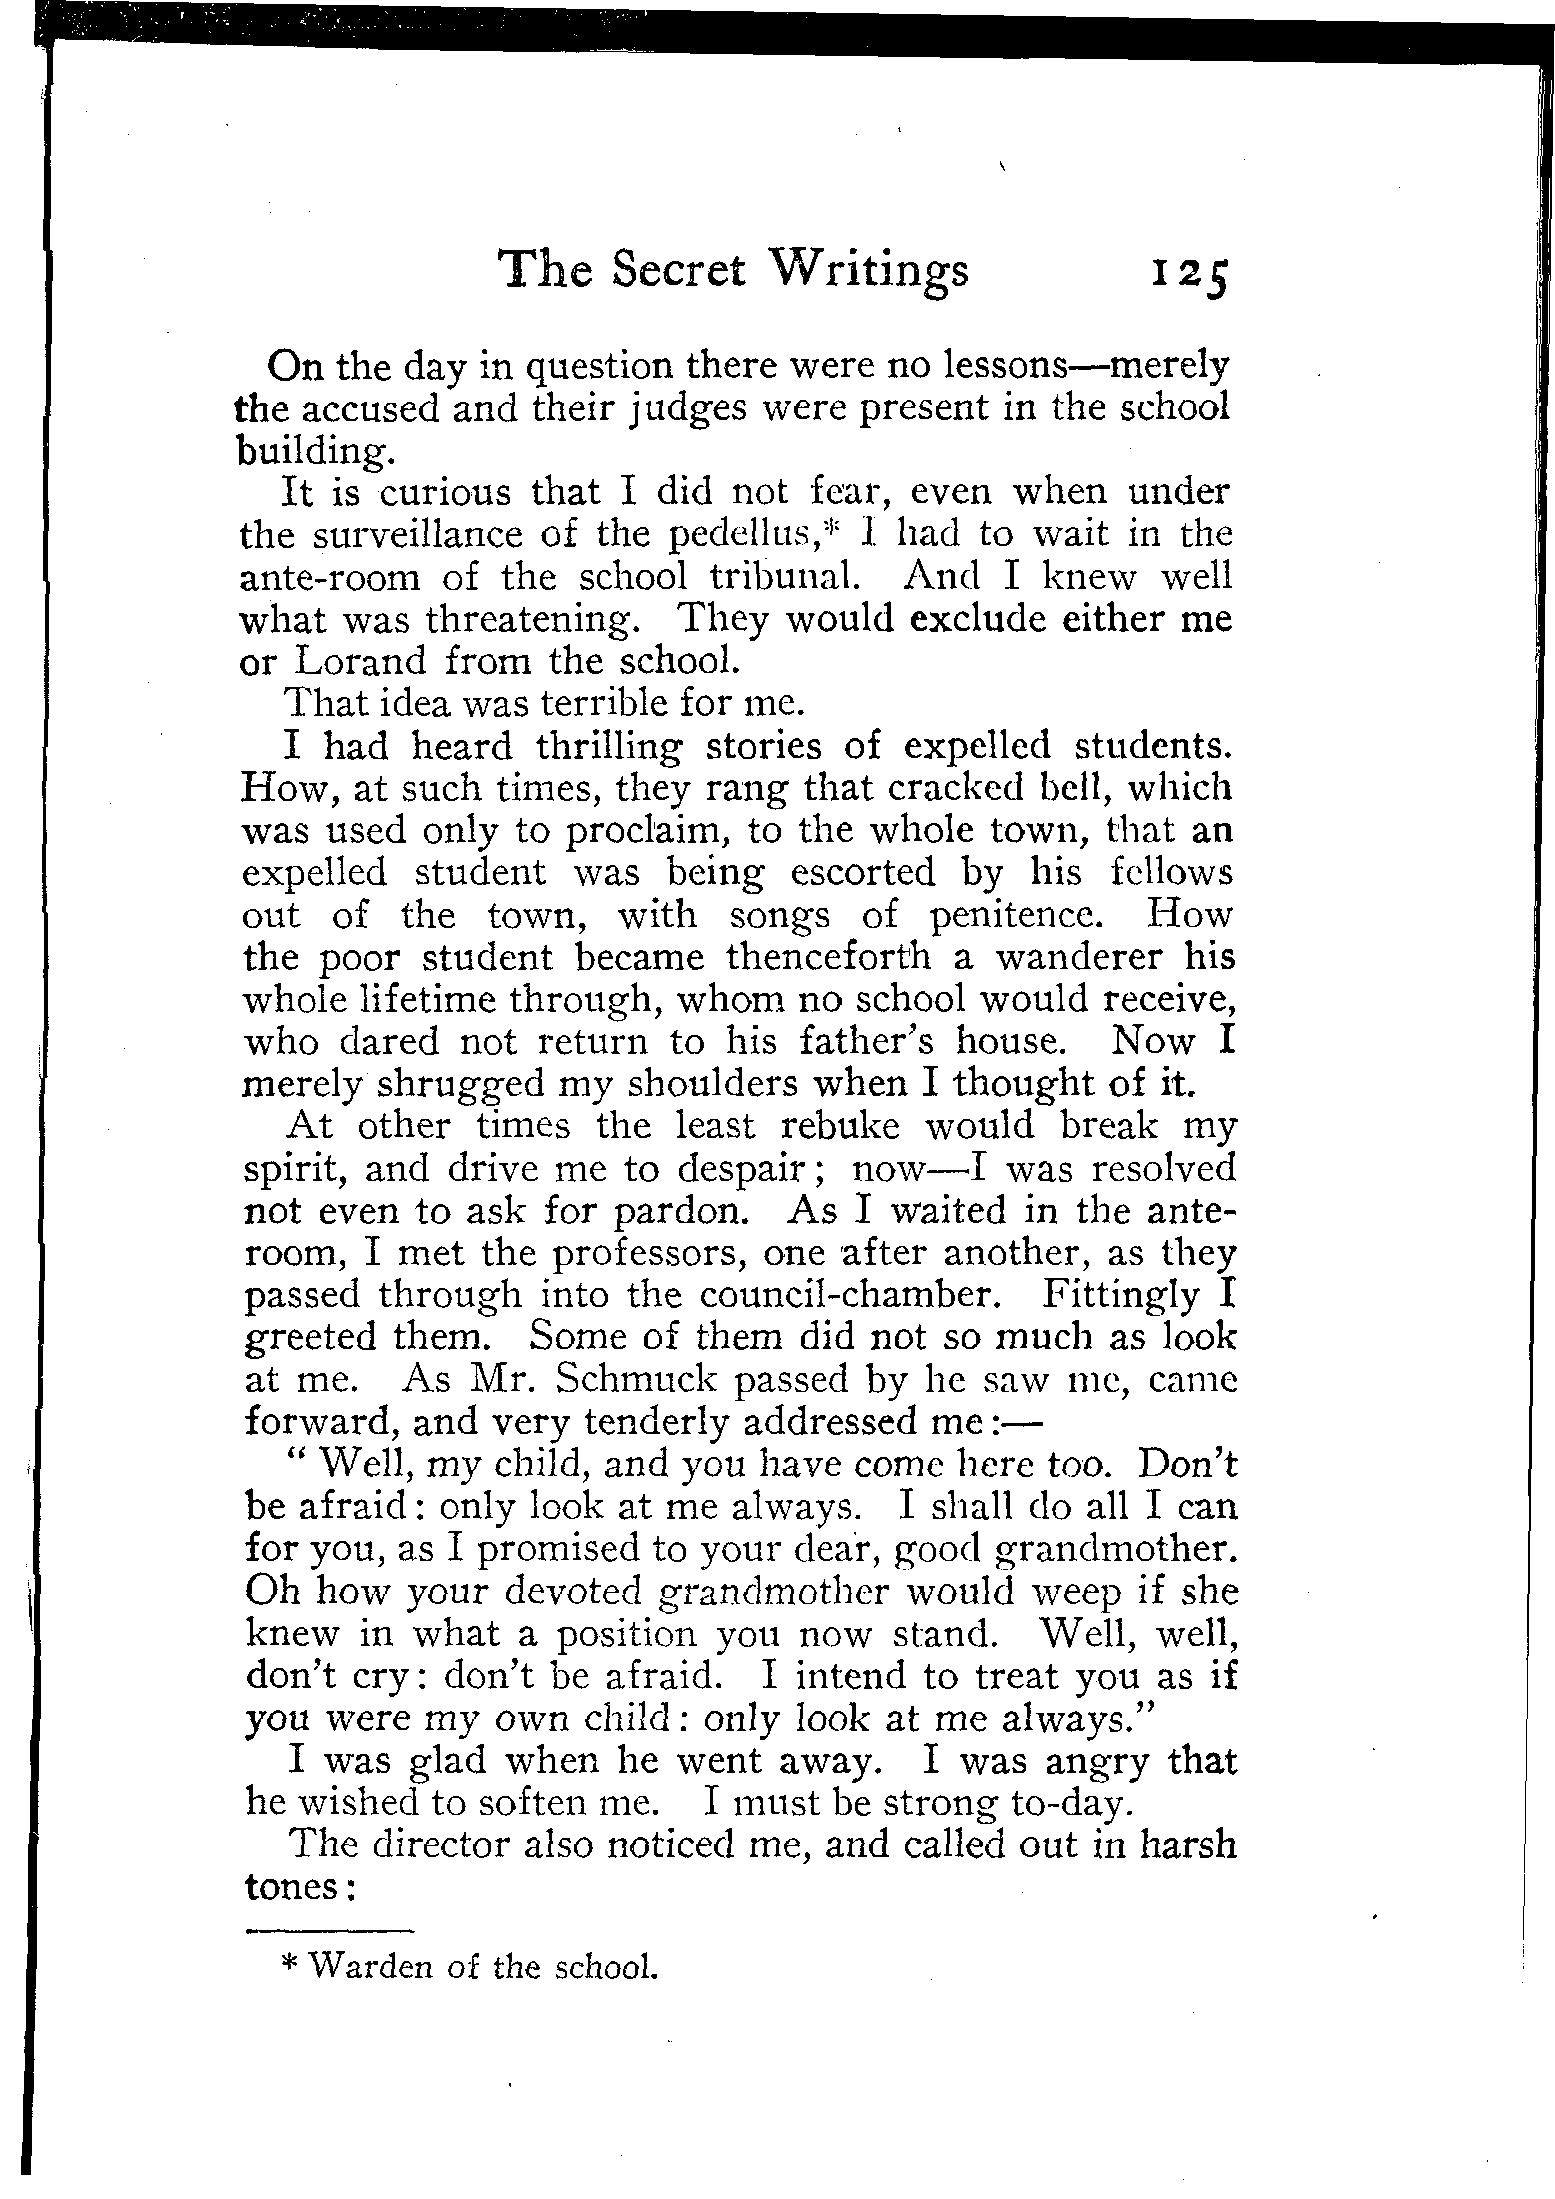 The Secret Writings 125
On the day in question there were no lessons—merely
the accused and their judges were present in the school
building.
It is curious that I did not fear, even when under
the surveillance of the pedellus,* I had to wait in the
ante-room of the school tribunal. And I knew well
what was threatening. They would exclude either me
or Lorand from the school.
That idea was terrible for me.
I had heard thrilling stories of expelled students.
How, at such times, they rang that cracked bell, which
was used only to proclaim, to the whole town, that an
expelled student was being escorted by his fellows
out of the town, with songs of penitence. How
the poor student became thenceforth a wanderer his
whole lifetime through, whom no school would receive,
who dared not return to his father's house. Now I
merely shrugged my shoulders when I thought of it.
At other times the least rebuke would break my
spirit, and drive me to despair; now—I was resolved
not even to ask for pardon. As I waited in the ante-
room, I met the professors, one after another, as they
passed through into the council-chamber. Fittingly I
greeted them. Some of them did not so much as look
at me. As Mr. Schmuck passed by he saw me, came
forward, and very tenderly addressed me:—
"Well, my child, and you have come here too. Don't
be afraid: only look at me always. I shall do all I can
for you, as I promised to your dear, good grandmother.
Oh how your devoted grandmother would weep if she
knew in what a position you now stand. Well, well,
don't cry: don't be afraid. I intend to treat you as if
you were my own child: only look at me always."
I was glad when he went away. I was angry that
he wished to soften me. I must be strong to-day.
The director also noticed me, and called out in harsh
tones:
* Warden of the school.